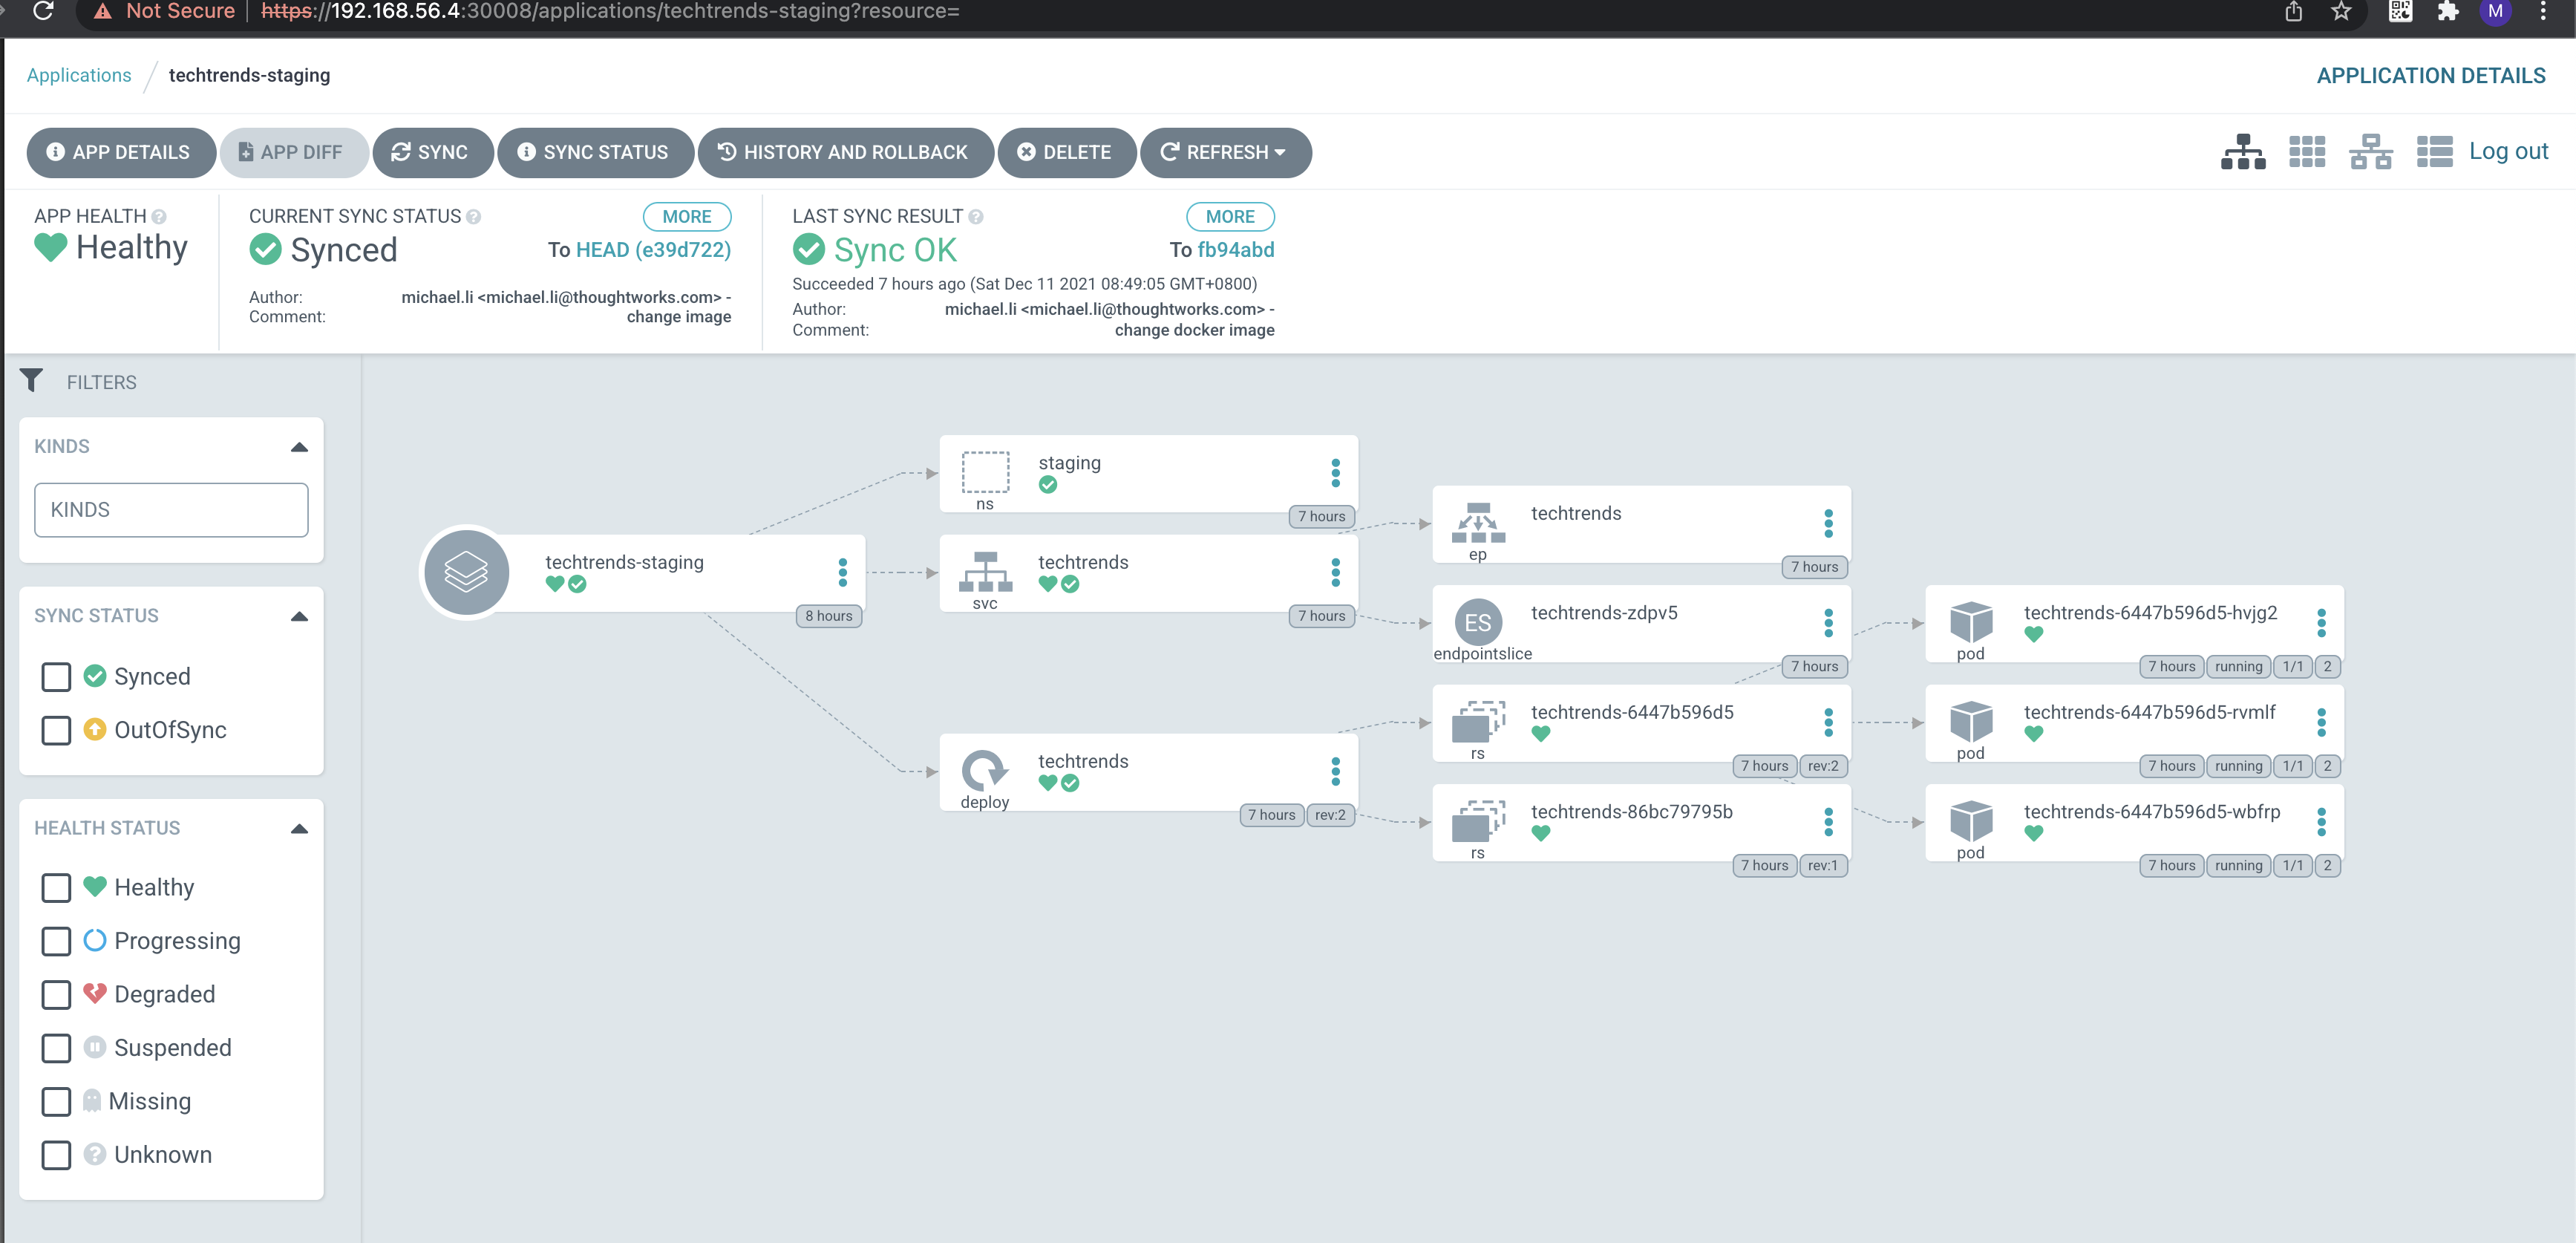 Not Secure | https://192.168.56.4:30008/applications/techtrends-staging?resource=
M
Applications / techtrends-staging
APPLICATION DETAILS
APP DETAILS
APP DIFF
SYNC
SYNC STATUS
HISTORY AND ROLLBACK
DELETE
REFRESH
Log out
APP HEALTH
Healthy
CURRENT SYNC STATUS
MORE
Synced
To HEAD (e39d722)
Author: michael.li <michael.li@thoughtworks.com> -
Comment: change image
LAST SYNC RESULT
MORE
Sync OK
To fb94abd
Succeeded 7 hours ago (Sat Dec 11 2021 08:49:05 GMT+0800)
Author: michael.li <michael.li@thoughtworks.com> -
Comment: change docker image
FILTERS
KINDS
KINDS
SYNC STATUS
Synced
OutOfSync
HEALTH STATUS
Healthy
Progressing
Degraded
Suspended
Missing
Unknown
techtrends-staging
8 hours
staging
ns
7 hours
techtrends
svc
7 hours
techtrends
deploy
7 hours rev:2
techtrends
ep
7 hours
ES
techtrends-zdpv5
endpointslice
7 hours
techtrends-6447b596d5
rs
7 hours rev:2
techtrends-86bc79795b
rs
7 hours rev:1
techtrends-6447b596d5-hvjg2
pod
7 hours running 1/1 2
techtrends-6447b596d5-rvmlf
pod
7 hours running 1/1 2
techtrends-6447b596d5-wbfrp
pod
7 hours running 1/1 2